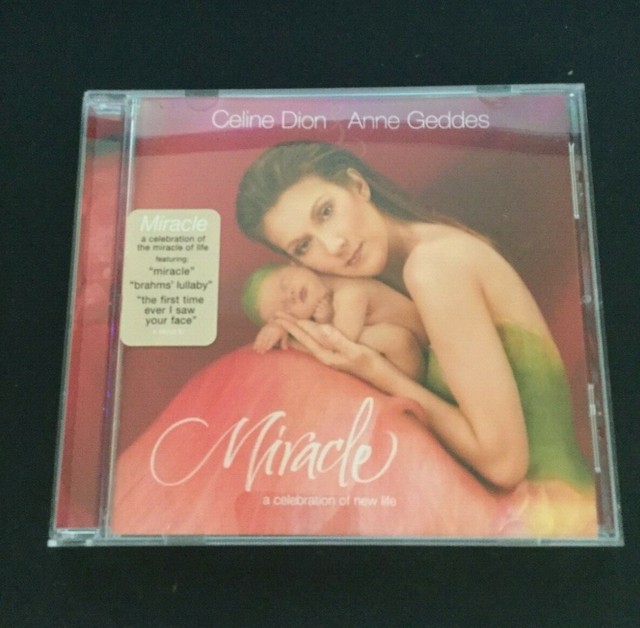 Celine Dion Anne Geddes
Miracle
a celebration of
the miracle of life
featuring:
"miracle"
"brahms' lullaby"
"the first time
ever I saw
your face"
Miracle
a celebration of new life